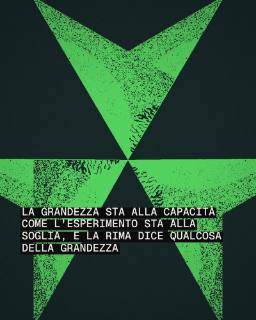 LA GRANDEZZA STA ALLA CAPACITÀ
COME L'ESPERIMENTO STA ALLA
SOGLIA, E LA RIMA DICE QUALCOSA
DELLA GRANDEZZA